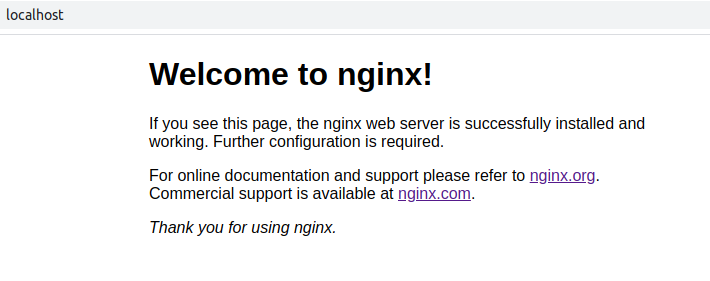 localhost
Welcome to nginx!
If you see this page, the nginx web server is successfully installed and
working. Further configuration is required.
For online documentation and support please refer to nginx.org.
Commercial support is available at nginx.com.
Thank you for using nginx.